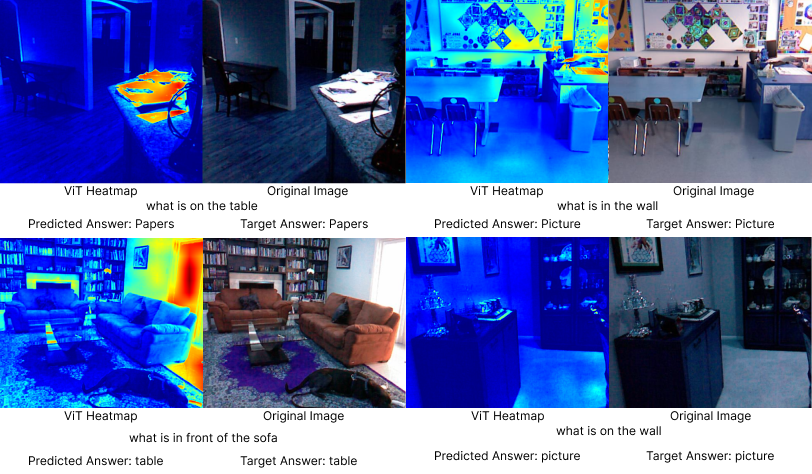 ViT Heatmap
Original Image
what is on the table
Predicted Answer: Papers
Target Answer: Papers
ViT Heatmap
Original Image
what is in the wall
Predicted Answer: Picture
Target Answer: Picture
ViT Heatmap
Original Image
what is in front of the sofa
Predicted Answer: table
Target Answer: table
ViT Heatmap
Original Image
what is on the wall
Predicted Answer: picture
Target Answer: picture